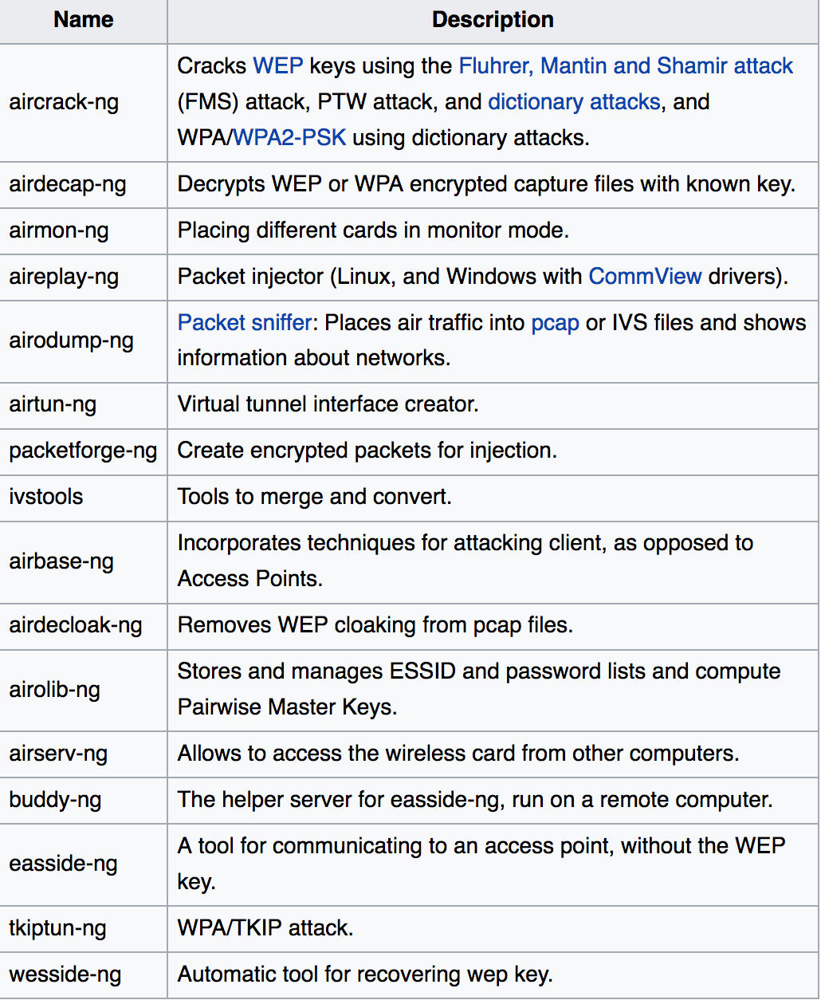 Name Description
aircrack-ng Cracks WEP keys using the Fluhrer, Mantin and Shamir attack
(FMS) attack, PTW attack, and dictionary attacks, and
WPA/WPA2-PSK using dictionary attacks.
airdecap-ng Decrypts WEP or WPA encrypted capture files with known key.
airmon-ng Placing different cards in monitor mode.
aireplay-ng Packet injector (Linux, and Windows with CommView drivers).
airodump-ng Packet sniffer: Places air traffic into pcap or IVS files and shows
information about networks.
airtun-ng Virtual tunnel interface creator.
packetforge-ng Create encrypted packets for injection.
ivstools Tools to merge and convert.
airbase-ng Incorporates techniques for attacking client, as opposed to
Access Points.
airdecloak-ng Removes WEP cloaking from pcap files.
airolib-ng Stores and manages ESSID and password lists and compute
Pairwise Master Keys.
airserv-ng Allows to access the wireless card from other computers.
buddy-ng The helper server for easside-ng, run on a remote computer.
easside-ng A tool for communicating to an access point, without the WEP
key.
tkiptun-ng WPA/TKIP attack.
wesside-ng Automatic tool for recovering wep key.